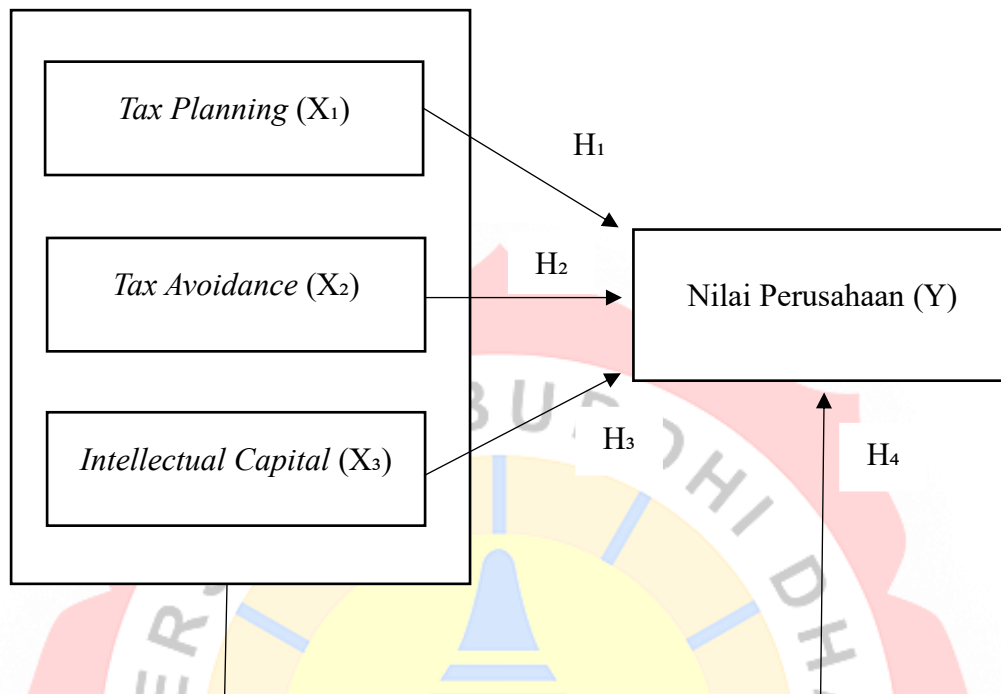 Tax Planning (X₁)
H₁
Tax Avoidance (X₂)
H₂
Nilai Perusahaan (Y)
Intellectual Capital (X₃)
H₃
H₄